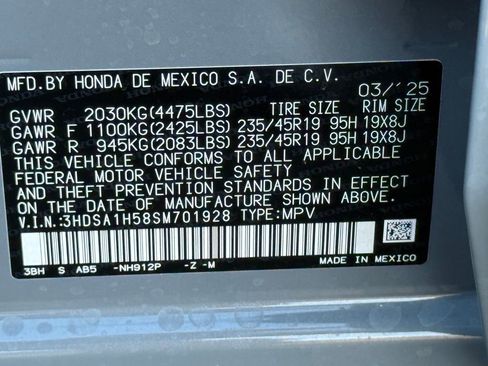 MFD.BY HONDA DE MEXICO S.A. DE C.V.
03/'25
GVWR 2030KG(4475LBS) TIRE SIZE RIM SIZE
GAWR F 1100KG(2425LBS) 235/45R19 95H 19X8J
GAWR R 945KG(2083LBS) 235/45R19 95H 19X8J
THIS VEHICLE CONFORMS TO ALL APPLICABLE
FEDERAL MOTOR VEHICLE SAFETY
AND THEFT PREVENTION STANDARDS IN EFFECT
ON THE DATE OF MANUFACTURE SHOWN ABOVE.
V.I.N.:3HDSA1H58SM701928 TYPE:MPV
3BH S AB5 -NH912P -Z -M
MADE IN MEXICO